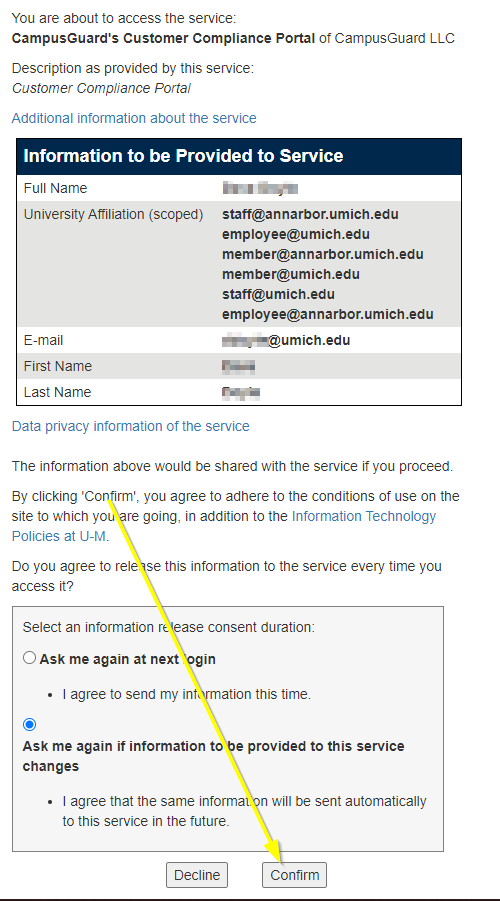 You are about to access the service:
CampusGuard's Customer Compliance Portal of CampusGuard LLC
Description as provided by this service:
Customer Compliance Portal
Additional information about the service
Information to be Provided to Service
Full Name
University Affiliation (scoped) staff@annarbor.umich.edu
employee@umich.edu
member@annarbor.umich.edu
member@umich.edu
staff@umich.edu
employee@annarbor.umich.edu
E-mail @umich.edu
First Name
Last Name
Data privacy information of the service
The information above would be shared with the service if you proceed.
By clicking 'Confirm', you agree to adhere to the conditions of use on the
site to which you are going, in addition to the Information Technology
Policies at U-M.
Do you agree to release this information to the service every time you
access it?
Select an information release consent duration:
Ask me again at next login
• I agree to send my information this time.
Ask me again if information to be provided to this service
changes
• I agree that the same information will be sent automatically
to this service in the future.
Decline Confirm